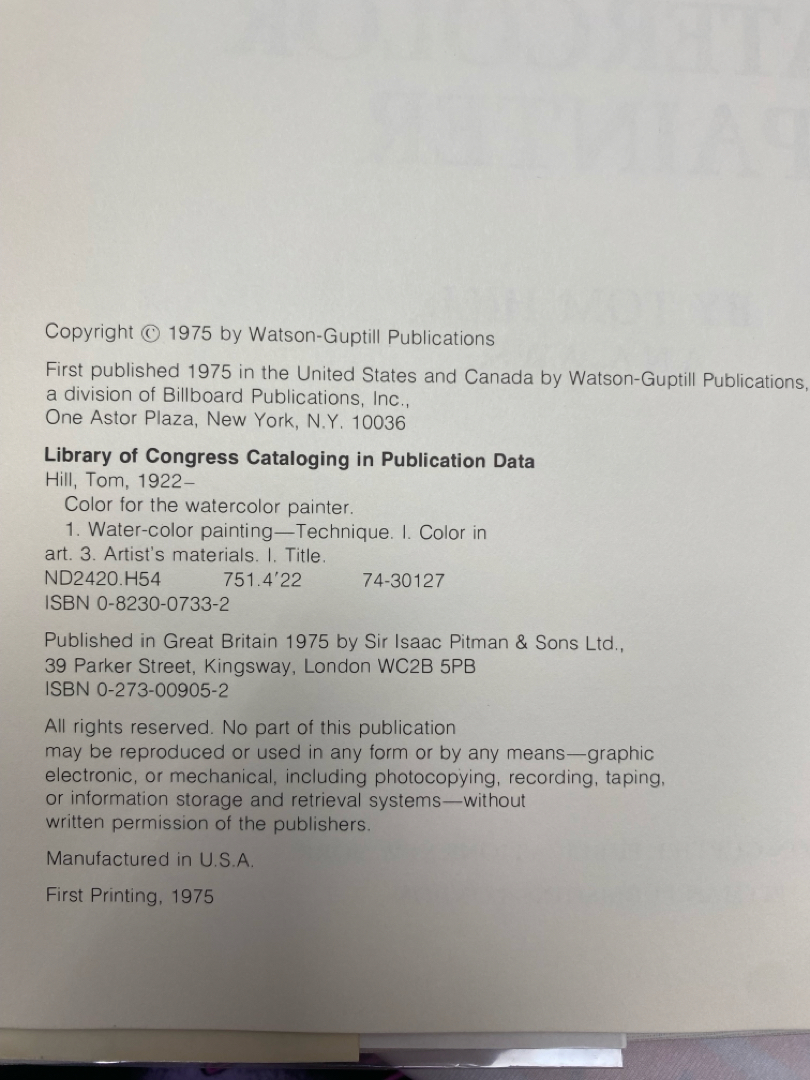 Copyright © 1975 by Watson-Guptill Publications
First published 1975 in the United States and Canada by Watson-Guptill Publications,
a division of Billboard Publications, Inc.,
One Astor Plaza, New York, N.Y. 10036
Library of Congress Cataloging in Publication Data
Hill, Tom, 1922–
Color for the watercolor painter.
1. Water-color painting—Technique. I. Color in
art. 3. Artist's materials. I. Title.
ND2420.H54 751.4'22 74-30127
ISBN 0-8230-0733-2
Published in Great Britain 1975 by Sir Isaac Pitman & Sons Ltd.,
39 Parker Street, Kingsway, London WC2B 5PB
ISBN 0-273-00905-2
All rights reserved. No part of this publication
may be reproduced or used in any form or by any means—graphic
electronic, or mechanical, including photocopying, recording, taping,
or information storage and retrieval systems—without
written permission of the publishers.
Manufactured in U.S.A.
First Printing, 1975